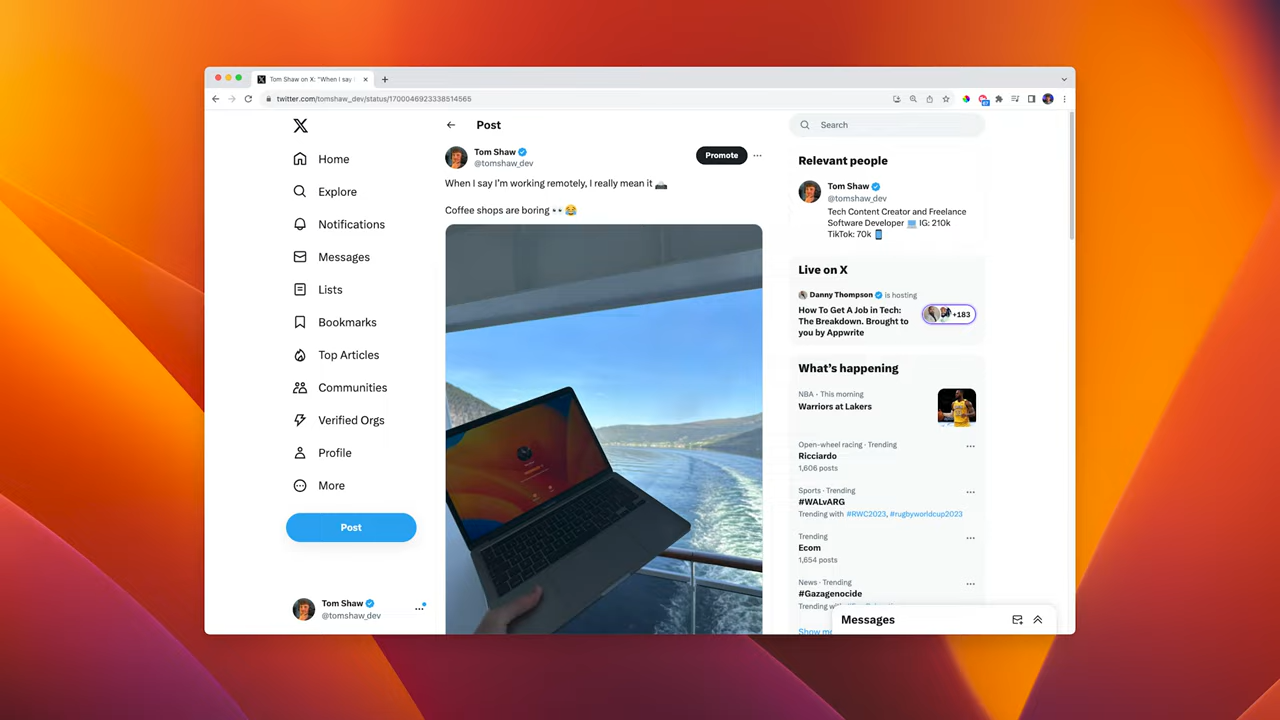 Tom Shaw on X: "When I say I
twitter.com/tomshaw_dev/status/1700046923338514565
67
Home
Explore
Notifications
Messages
Lists
Bookmarks
Top Articles
Communities
Verified Orgs
Profile
More
Post
Tom Shaw
@tomshaw_dev
Post
Tom Shaw
@tomshaw_dev
Promote
When I say I'm working remotely, I really mean it
Coffee shops are boring 👀😂
Search
Relevant people
Tom Shaw
@tomshaw_dev
Tech Content Creator and Freelance
Software Developer 💻 IG: 210k
TikTok: 70k 📱
Live on X
Danny Thompson is hosting
How To Get A Job in Tech:
The Breakdown. Brought to
you by Appwrite
+183
What's happening
NBA · This morning
Warriors at Lakers
Open-wheel racing · Trending
Ricciardo
1,606 posts
Sports · Trending
#WALvARG
Trending with #RWC2023, #rugbyworldcup2023
Trending
Ecom
1,654 posts
News · Trending
#Gazagenocide
Trending with
Show
Messages